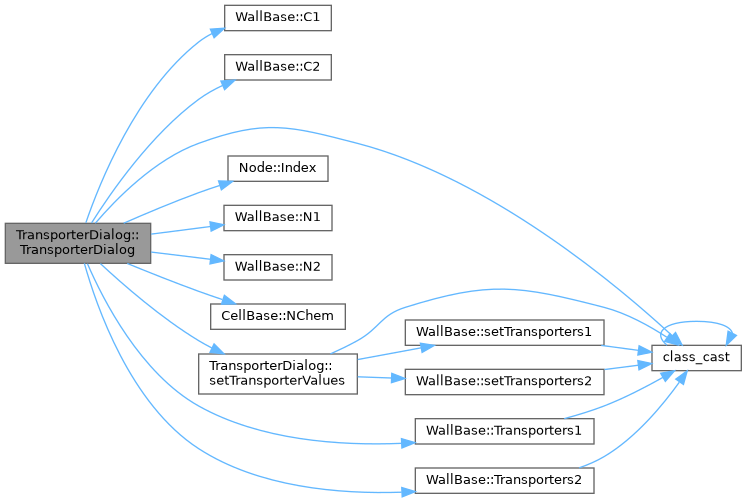 WallBase::C1
WallBase::C2
Node::Index
WallBase::N1
TransporterDialog::
TransporterDialog
WallBase::N2
CellBase::NChem
WallBase::setTransporters1
class_cast
TransporterDialog::
setTransporterValues
WallBase::setTransporters2
WallBase::Transporters1
WallBase::Transporters2